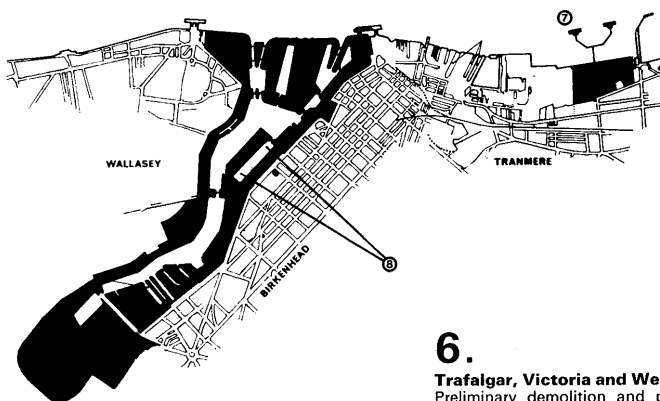 7
WALLASEY
TRANMERE
BIRKENHEAD
8
6.
Trafalgar, Victoria and We
Preliminary demolition and p